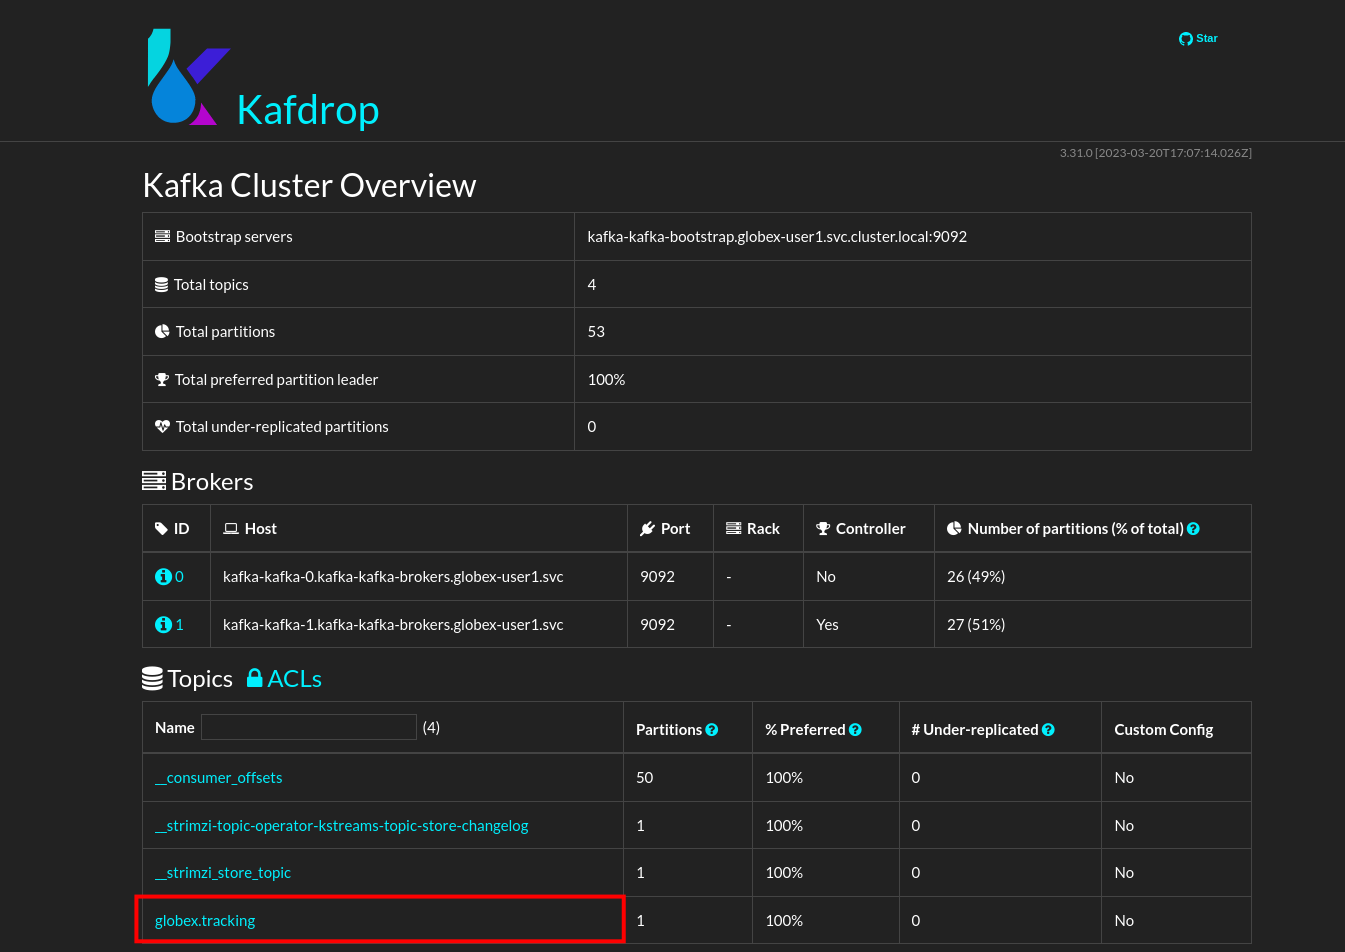 Star
Kafdrop
3.31.0 [2023-03-20T17:07:14.026Z]
Kafka Cluster Overview
Bootstrap servers kafka-kafka-bootstrap.globex-user1.svc.cluster.local:9092
Total topics 4
Total partitions 53
Total preferred partition leader 100%
Total under-replicated partitions 0
Brokers
ID Host Port Rack Controller Number of partitions (% of total)
0 kafka-kafka-0.kafka-kafka-brokers.globex-user1.svc 9092 - No 26 (49%)
1 kafka-kafka-1.kafka-kafka-brokers.globex-user1.svc 9092 - Yes 27 (51%)
Topics ACLs
Name (4) Partitions % Preferred # Under-replicated Custom Config
__consumer_offsets 50 100% 0 No
__strimzi-topic-operator-kstreams-topic-store-changelog 1 100% 0 No
__strimzi_store_topic 1 100% 0 No
globex.tracking 1 100% 0 No